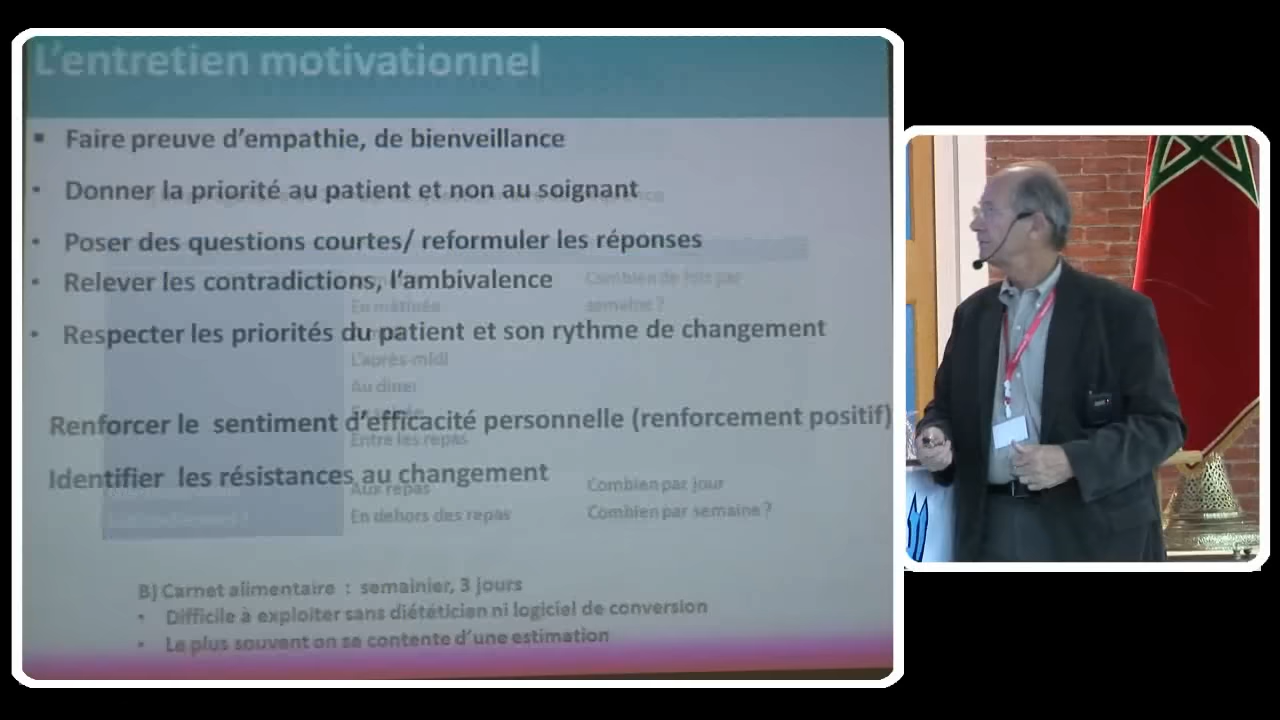 L'entretien motivationnel
▪ Faire preuve d'empathie, de bienveillance
• Donner la priorité au patient et non au soignant
• Poser des questions courtes/ reformuler les réponses
• Relever les contradictions, l'ambivalence
Combien de fois par
En matinée
semaine ?
• Respecter les priorités du patient et son rythme de changement
L'après-midi
Au diner
Renforcer le sentiment d'efficacité personnelle (renforcement positif)
Entre les repas
Identifier les résistances au changement
Aux repas
Combien par jour
En dehors des repas
Combien par semaine ?
B) Carnet alimentaire : semainier, 3 jours
• Difficile à exploiter sans diététicien ni logiciel de conversion
• Le plus souvent on se contente d'une estimation